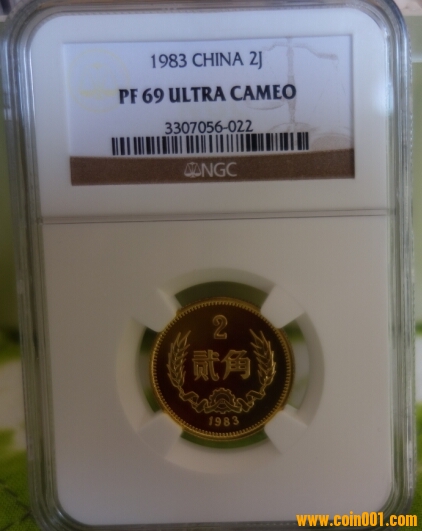 1983 CHINA 2J
PF 69 ULTRA CAMEO
3307056-022
NGC
2
贰角
1983
www.coin001.com